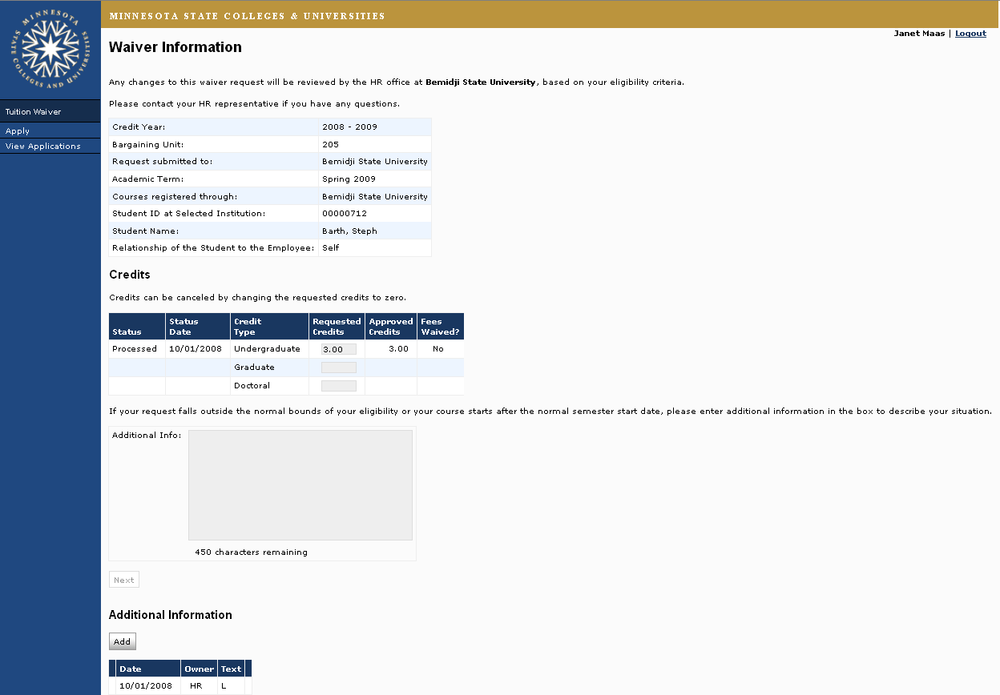 MINNESOTA STATE COLLEGES & UNIVERSITIES
MINNESOTA
STATE COLLEGES AND UNIVERSITIES
Janet Maas | Logout
Tuition Waiver
Apply
View Applications
Waiver Information
Any changes to this waiver request will be reviewed by the HR office at Bemidji State University, based on your eligibility criteria.
Please contact your HR representative if you have any questions.
Credit Year: 2008 - 2009
Bargaining Unit: 205
Request submitted to: Bemidji State University
Academic Term: Spring 2009
Courses registered through: Bemidji State University
Student ID at Selected Institution: 00000712
Student Name: Barth, Steph
Relationship of the Student to the Employee: Self
Credits
Credits can be canceled by changing the requested credits to zero.
Status Status Date Credit Type Requested Credits Approved Credits Fees Waived?
Processed 10/01/2008 Undergraduate 3.00 3.00 No
Graduate
Doctoral
If your request falls outside the normal bounds of your eligibility or your course starts after the normal semester start date, please enter additional information in the box to describe your situation.
Additional Info:
450 characters remaining
Next
Additional Information
Add
Date Owner Text
10/01/2008 HR L